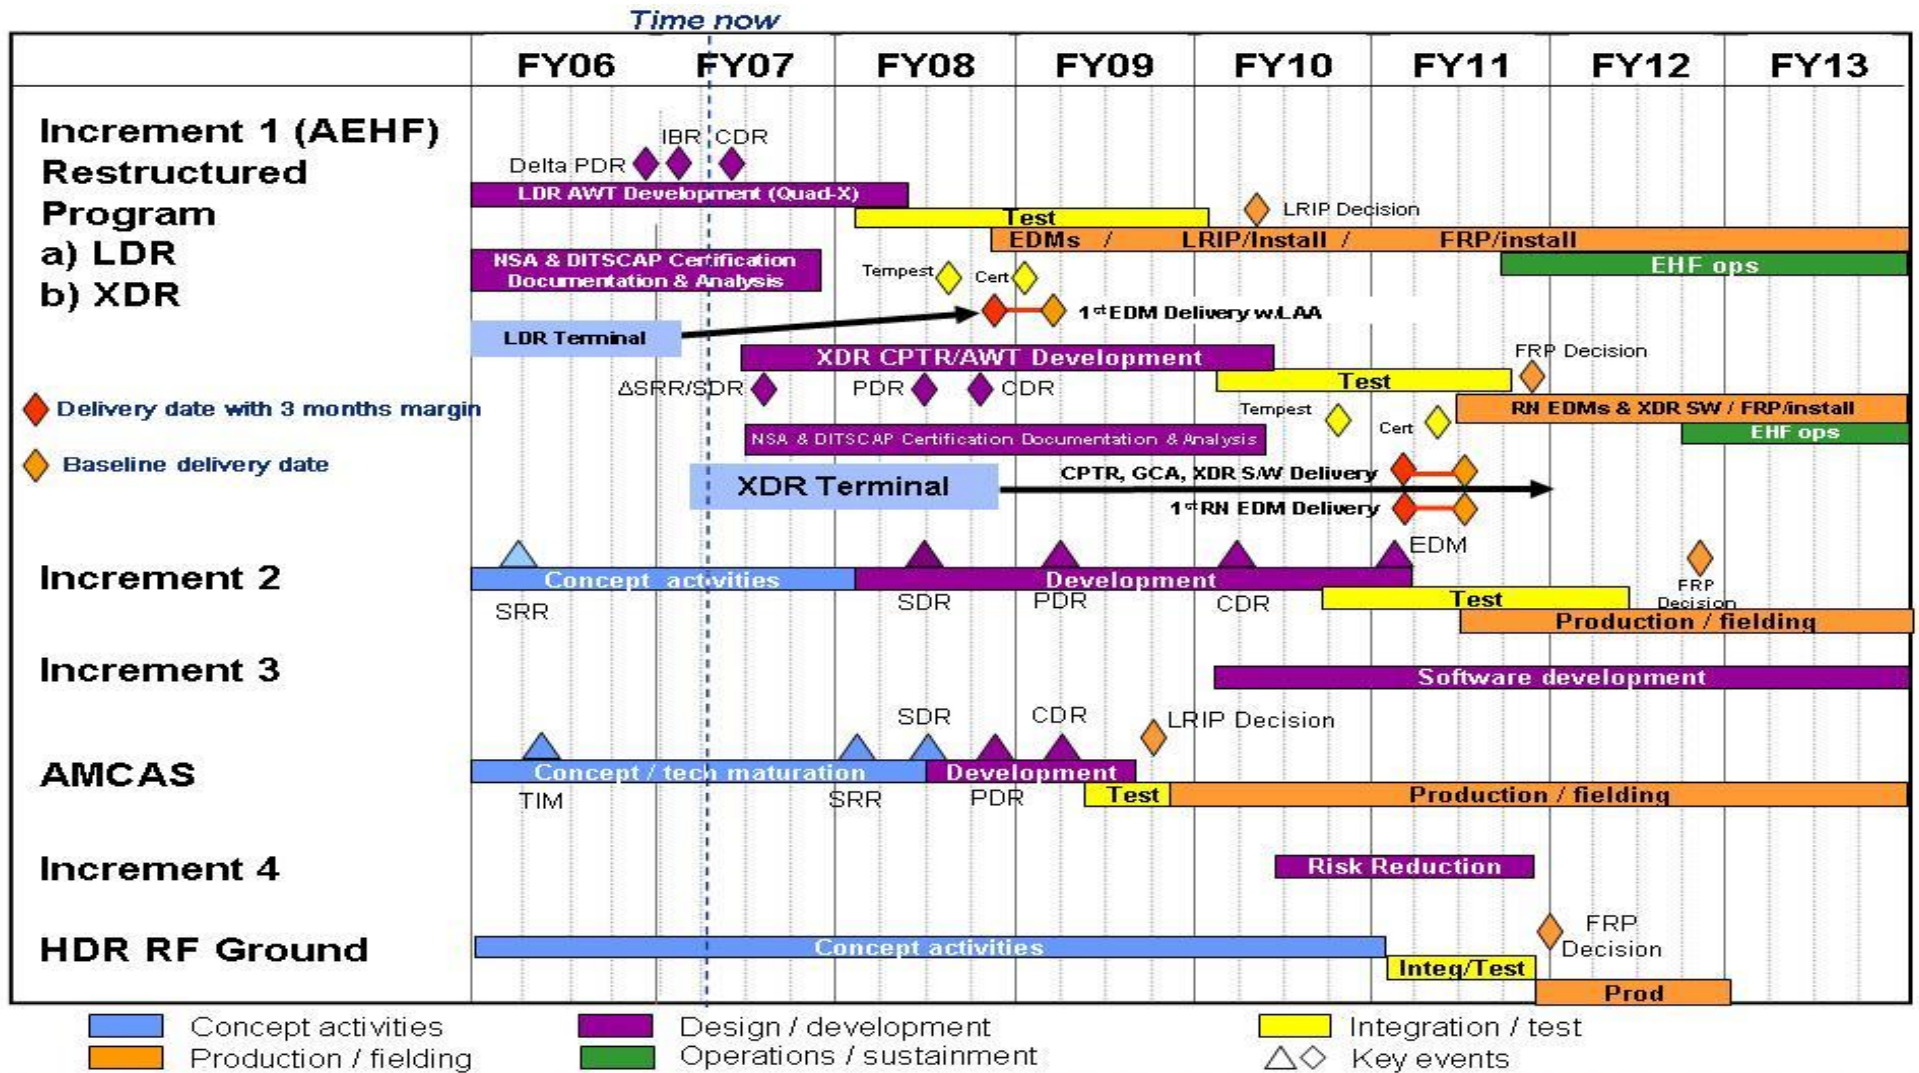 Time now
FY06 FY07 FY08 FY09 FY10 FY11 FY12 FY13
Increment 1 (AEHF)
Restructured
Program
a) LDR
b) XDR
IBR CDR
Delta PDR
LDR AWT Development (Quad-X)
Test
LRIP Decision
EDMs / LRIP/Install / FRP/install
NSA & DITSCAP Certification
Documentation & Analysis
Tempest
Cert
EHF ops
1st EDM Delivery w/LAA
LDR Terminal
XDR CPTR/AWT Development
FRP Decision
ΔSRR/SDR
PDR
CDR
Test
Delivery date with 3 months margin
Tempest
Cert
RN EDMs & XDR SW / FRP/install
NSA & DITSCAP Certification Documentation & Analysis
EHF ops
Baseline delivery date
XDR Terminal
CPTR, GCA, XDR S/W Delivery
1st RN EDM Delivery
Increment 2
EDM
Concept activities
Development
SRR
SDR
PDR
CDR
Test
FRP
Decision
Production / fielding
Increment 3
Software development
AMCAS
SDR
CDR
LRIP Decision
Concept / tech maturation
Development
TIM
SRR
PDR
Test
Production / fielding
Increment 4
Risk Reduction
HDR RF Ground
Concept activities
FRP
Decision
Integ/Test
Prod
Concept activities
Design / development
Integration / test
Production / fielding
Operations / sustainment
Key events